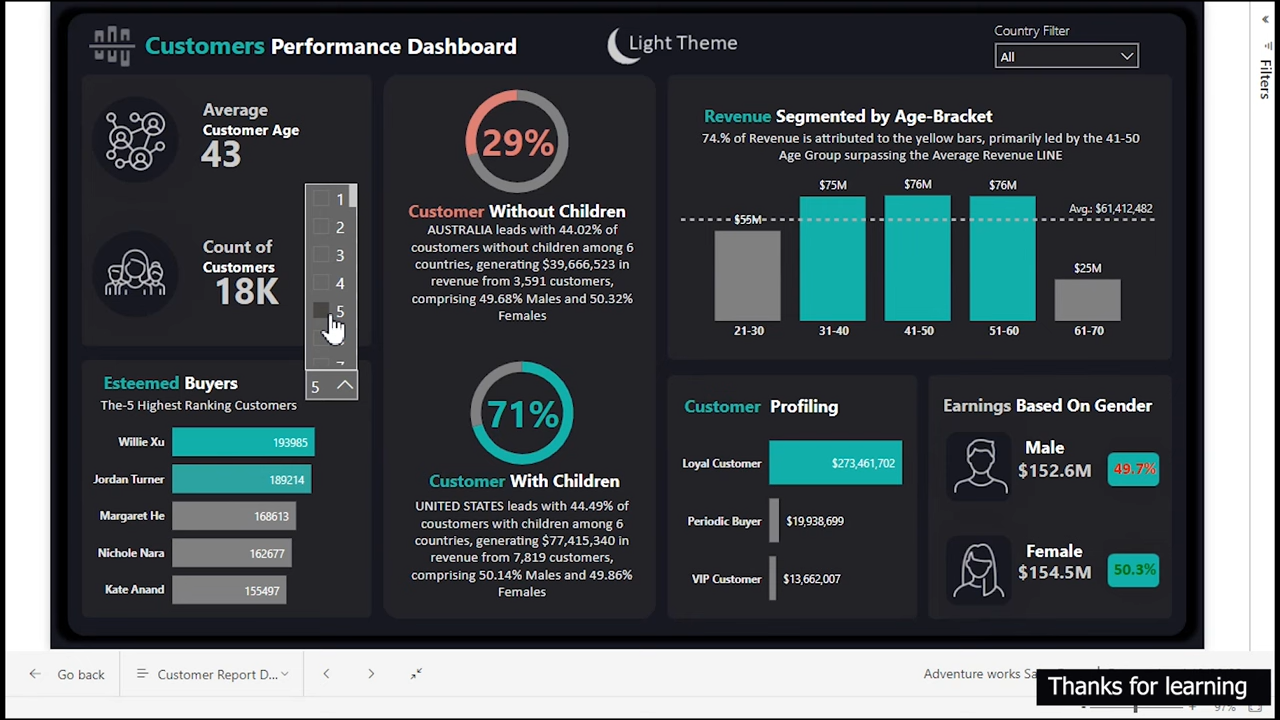 Customers Performance Dashboard
Light Theme
Country Filter
All
Filters
Average
Customer Age
43
Count of
Customers
18K
1
2
3
4
5
5
Esteemed Buyers
The-5 Highest Ranking Customers
Willie Xu 193985
Jordan Turner 189214
Margaret He 168613
Nichole Nara 162677
Kate Anand 155497
29%
Customer Without Children
AUSTRALIA leads with 44.02% of
coustomers without children among 6
countries, generating $39,666,523 in
revenue from 3,591 customers,
comprising 49.68% Males and 50.32%
Females
71%
Customer With Children
UNITED STATES leads with 44.49% of
coustomers with children among 6
countries, generating $77,415,340 in
revenue from 7,819 customers,
comprising 50.14% Males and 49.86%
Females
Revenue Segmented by Age-Bracket
74.% of Revenue is attributed to the yellow bars, primarily led by the 41-50
Age Group surpassing the Average Revenue LINE
$55M $75M $76M $76M $25M
Avg.: $61,412,482
21-30 31-40 41-50 51-60 61-70
Customer Profiling
Loyal Customer $273,461,702
Periodic Buyer $19,938,699
VIP Customer $13,662,007
Earnings Based On Gender
Male
$152.6M 49.7%
Female
$154.5M 50.3%
Go back
Customer Report D...
Adventure works
Thanks for learning
97%